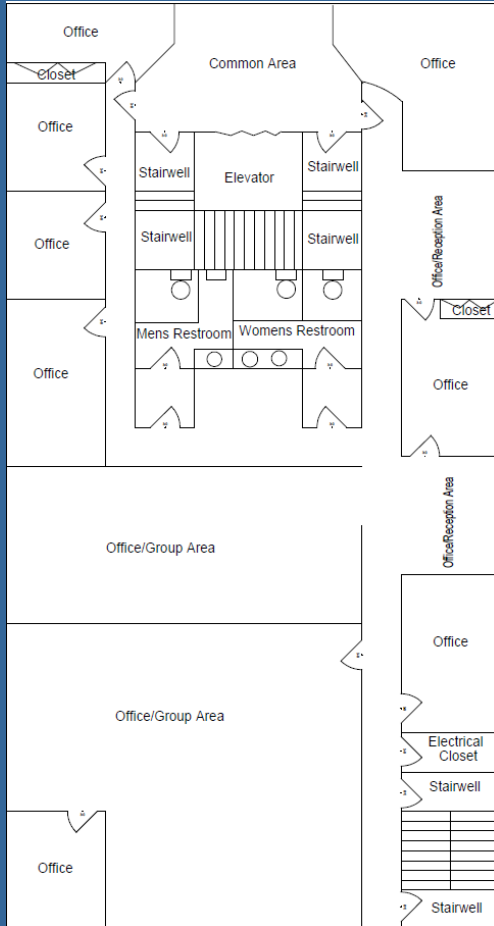 Office
Common Area
Office
Closet
Office
Stairwell
Elevator
Stairwell
Office/Reception Area
Office
Stairwell
Stairwell
Closet
Mens Restroom
Womens Restroom
Office
Office
Office/Reception Area
Office/Group Area
Office
Office/Group Area
Electrical
Closet
Stairwell
Office
Stairwell